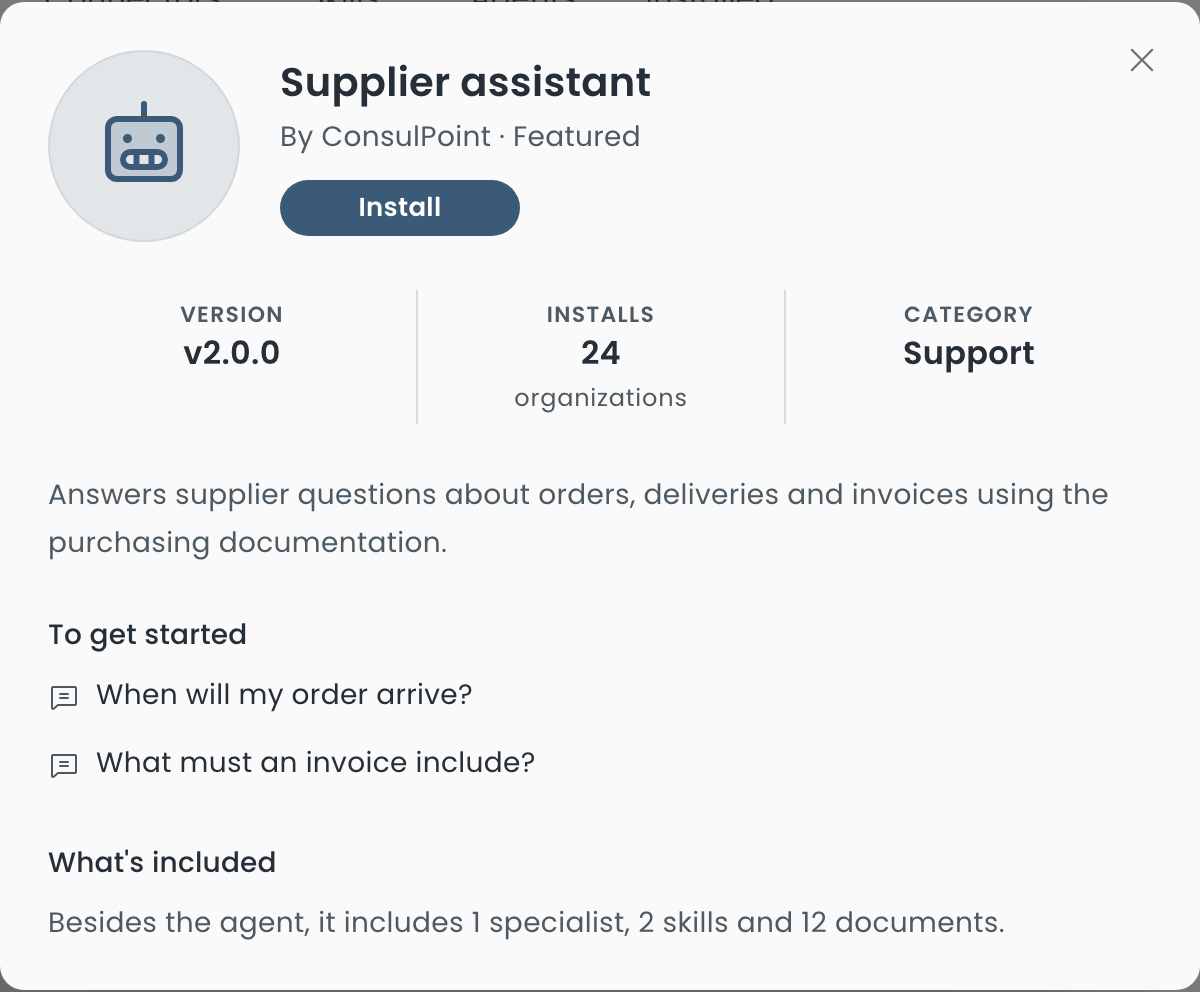 Supplier assistant
By ConsulPoint · Featured
Install
VERSION
v2.0.0
INSTALLS
24
organizations
CATEGORY
Support
Answers supplier questions about orders, deliveries and invoices using the
purchasing documentation.
To get started
When will my order arrive?
What must an invoice include?
What's included
Besides the agent, it includes 1 specialist, 2 skills and 12 documents.